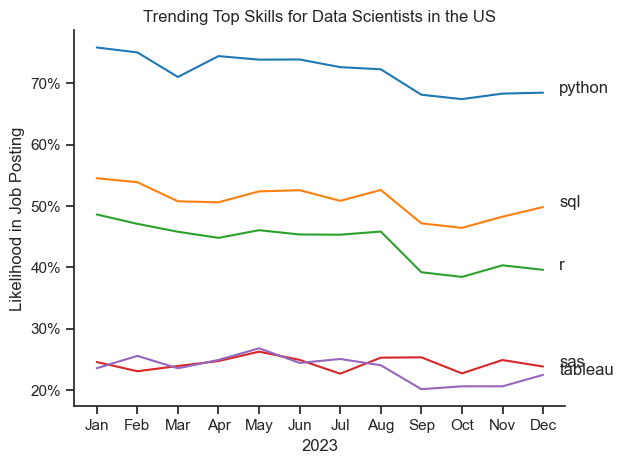 Trending Top Skills for Data Scientists in the US
Likelihood in Job Posting
70%
60%
50%
40%
30%
20%
python
sql
r
sas
tableau
Jan Feb Mar Apr May Jun Jul Aug Sep Oct Nov Dec
2023